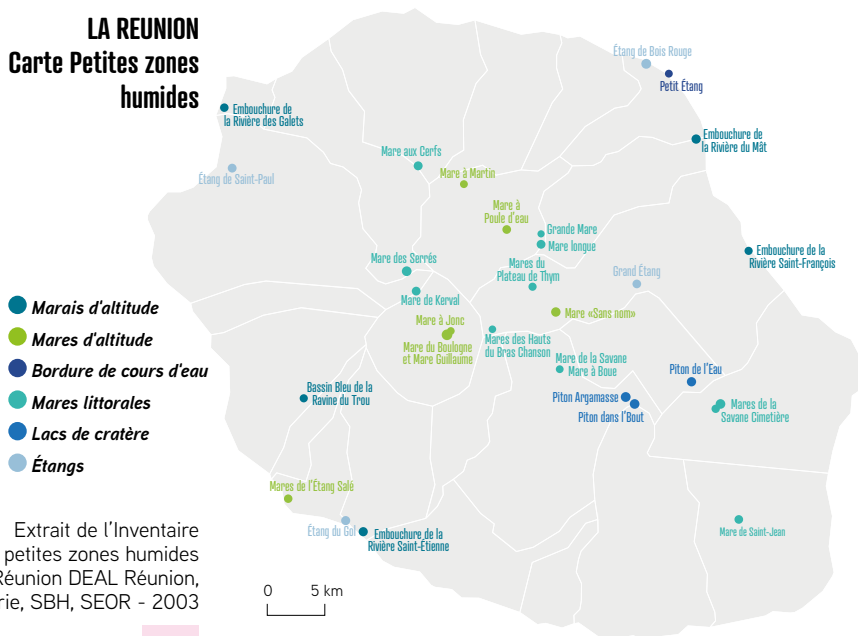 LA REUNION
Carte Petites zones
humides
Étang de Bois Rouge
Petit Étang
Embouchure de
la Rivière des Galets
Embouchure de
la Rivière du Mât
Mare aux Cerfs
Étang de Saint-Paul
Mare à Martin
Mare à
Poule d'eau
Grande Mare
Mare longue
Embouchure de la
Rivière Saint-François
Mare des Serrés
Mares du
Plateau de Thym
Grand Étang
Mare de Kerval
Marais d'altitude
Mares d'altitude
Bordure de cours d'eau
Mares littorales
Lacs de cratère
Étangs
Mare à Jonc
Mare du Boulogne
et Mare Guillaume
Mare «Sans nom»
Mares des Hauts
du Bras Chanson
Mare de la Savane
Mare à Boue
Piton de l'Eau
Bassin Bleu de la
Ravine du Trou
Piton Argamasse
Piton dans l'Bout
Mares de la
Savane Cimetière
Mares de l'Étang Salé
Étang du Gol
Embouchure de la
Rivière Saint-Étienne
Mare de Saint-Jean
Extrait de l'Inventaire
petites zones humides
Réunion DEAL Réunion,
rie, SBH, SEOR - 2003
0 5 km